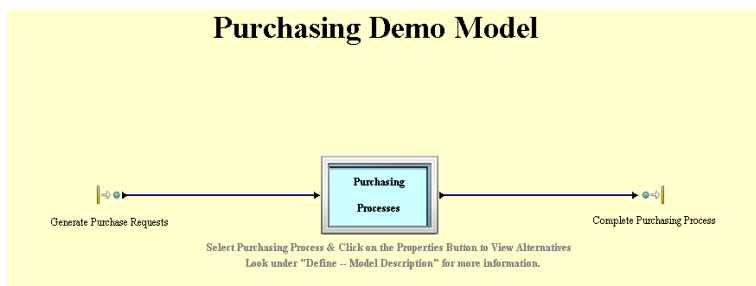 Purchasing Demo Model
Purchasing
Processes
Generate Purchase Requests
Complete Purchasing Process
Select Purchasing Process & Click on the Properties Button to View Alternatives
Look under "Define -- Model Description" for more information.